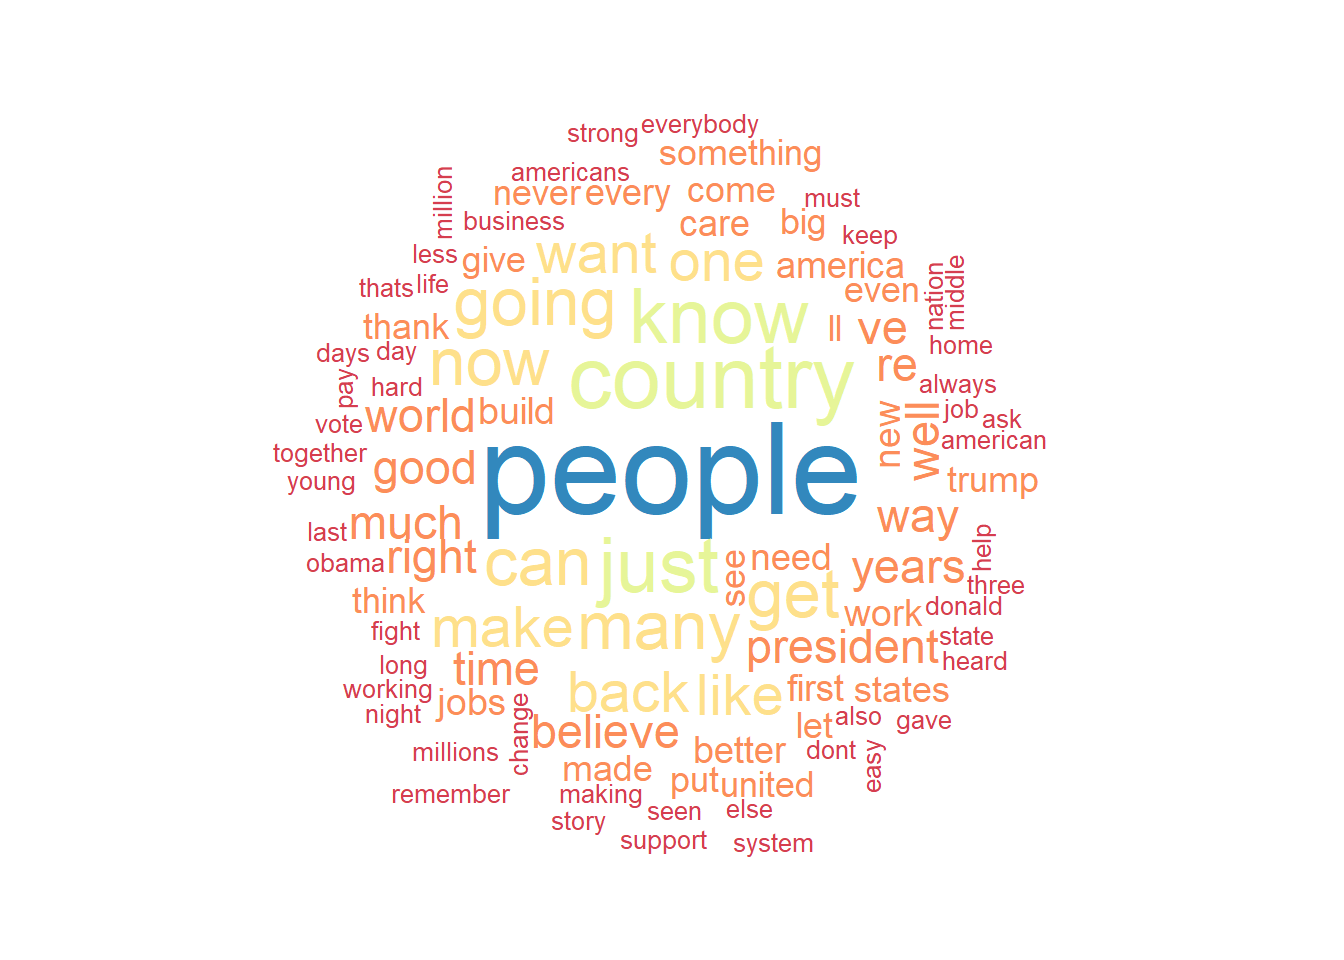 everybody
strong
something
americans
never every come must
million
business care big keep
less give want one america
thats life going know even nation middle
thank now country ll ve home
days day re always
pay hard
vote world build new well job ask
together good people american
young trump
last much way
obama right can just see need years help
think make many get work donald three
fight president state
long time heard
working back like first states
night jobs change believe let also gave
millions better dont easy
remember made making put united
story seen else
support system